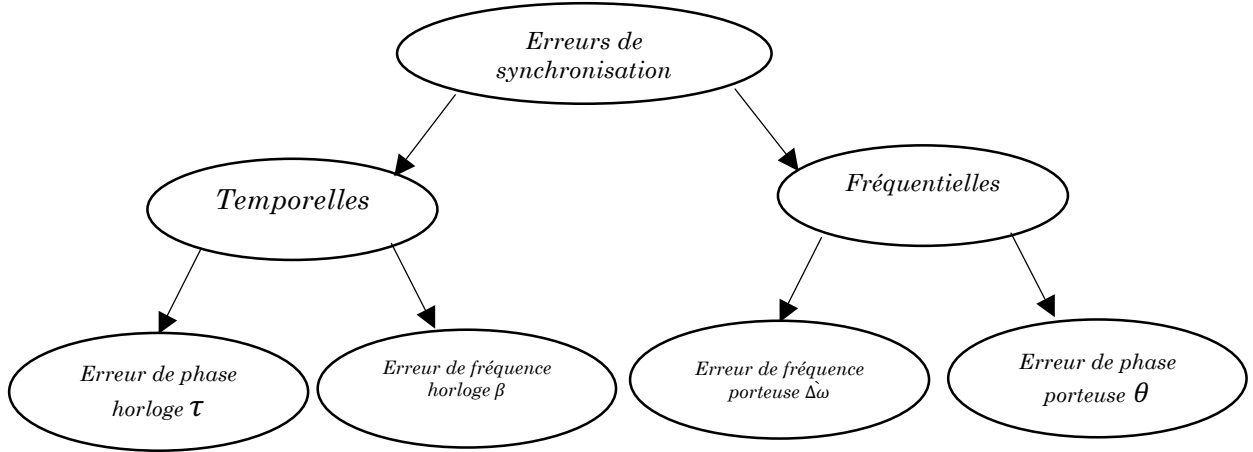 Erreurs de
synchronisation
Temporelles
Fréquentielles
Erreur de phase
horloge τ
Erreur de fréquence
horloge β
Erreur de fréquence
porteuse Δὼ
Erreur de phase
porteuse θ